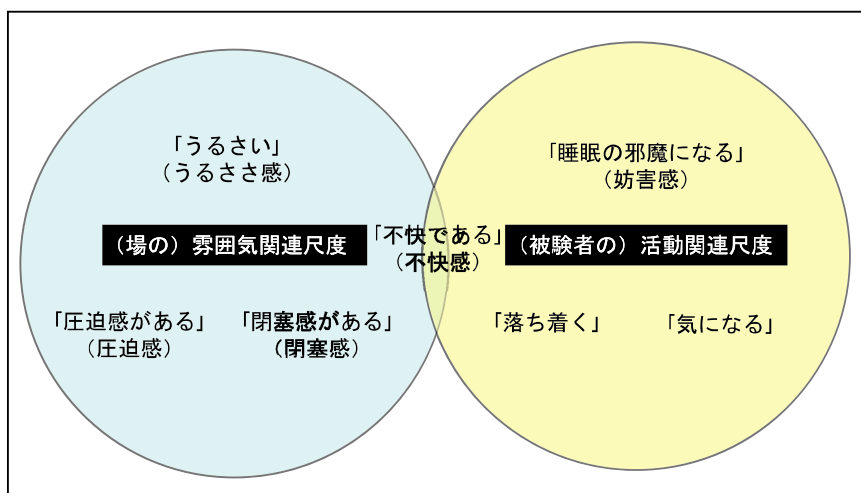 「うるさい」
（うるささ感）
「睡眠の邪魔になる」
（妨害感）
（場の）雰囲気関連尺度
「不快である」
（不快感）
（被験者の）活動関連尺度
「圧迫感がある」
（圧迫感）
「閉塞感がある」
（閉塞感）
「落ち着く」
「気になる」